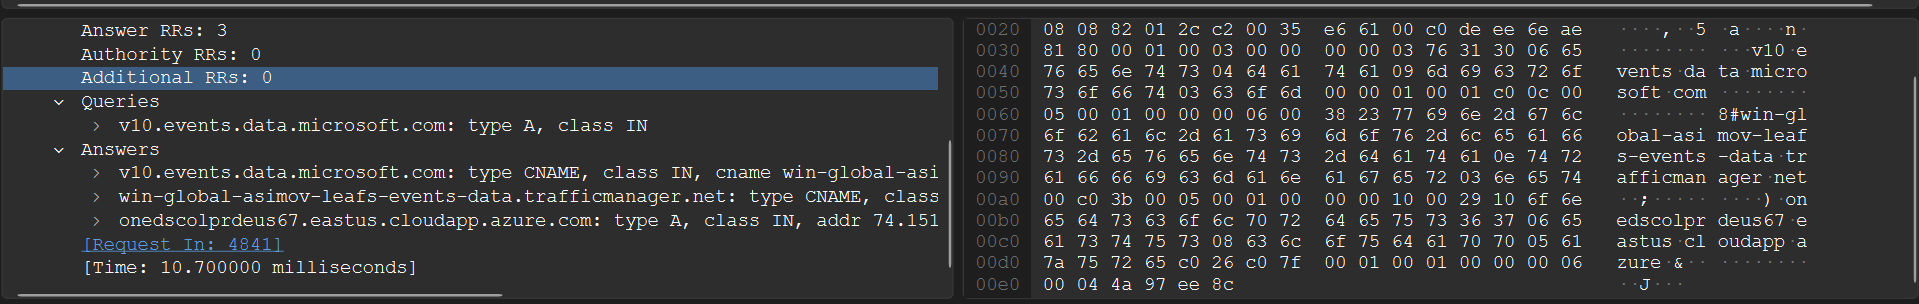 Answer RRs: 3
Authority RRs: 0
Additional RRs: 0
Queries
v10.events.data.microsoft.com: type A, class IN
Answers
v10.events.data.microsoft.com: type CNAME, class IN, cname win-global-asi
win-global-asimov-leafs-events-data.trafficmanager.net: type CNAME, class
onedscolprdeus67.eastus.cloudapp.azure.com: type A, class IN, addr 74.151
[Request In: 4841]
[Time: 10.700000 milliseconds]
0020 08 08 82 01 2c c2 00 35 e6 61 00 c0 de ee 6e ae ····,··5 ·a····n·
0030 81 80 00 01 00 03 00 00 00 00 03 76 31 30 06 65 ········ ···v10·e
0040 76 65 6e 74 73 04 64 61 74 61 09 6d 69 63 72 6f vents·da ta·micro
0050 73 6f 66 74 03 63 6f 6d 00 00 01 00 01 c0 0c 00 soft·com ········
0060 05 00 01 00 00 00 06 00 38 23 77 69 6e 2d 67 6c ········ 8#win-gl
0070 6f 62 61 6c 2d 61 73 69 6d 6f 76 2d 6c 65 61 66 obal-asi mov-leaf
0080 73 2d 65 76 65 6e 74 73 2d 64 61 74 61 0e 74 72 s-events -data·tr
0090 61 66 66 69 63 6d 61 6e 61 67 65 72 03 6e 65 74 afficman ager·net
00a0 00 c0 3b 00 05 00 01 00 00 00 10 00 29 10 6f 6e ··;····· ····)·on
00b0 65 64 73 63 6f 6c 70 72 64 65 75 73 36 37 06 65 edscolpr deus67·e
00c0 61 73 74 75 73 08 63 6c 6f 75 64 61 70 70 05 61 astus·cl oudapp·a
00d0 7a 75 72 65 c0 26 c0 7f 00 01 00 01 00 00 00 06 zure·&·· ········
00e0 00 04 4a 97 ee 8c ··J···